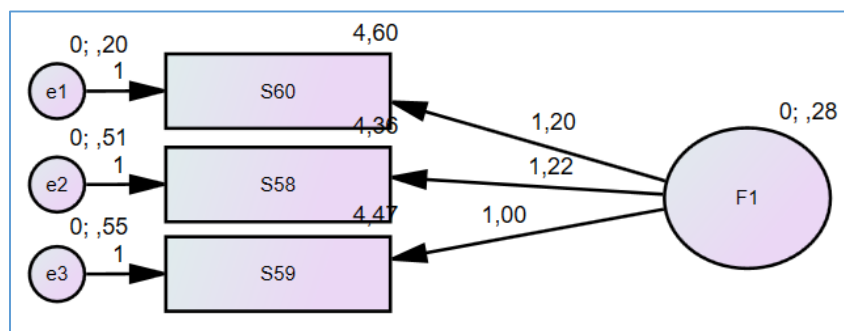 0; ,20
4,60
e1
1
S60
1,20
0; ,28
0; ,51
4,36
e2
1
S58
1,22
F1
0; ,55
4,47
e3
1
S59
1,00